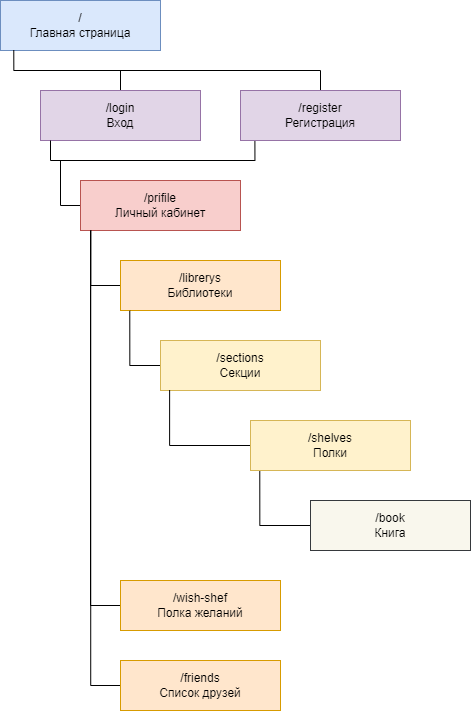 /
Главная страница
/login
Вход
/register
Регистрация
/prifile
Личный кабинет
/librerys
Библиотеки
/sections
Секции
/shelves
Полки
/book
Книга
/wish-shef
Полка желаний
/friends
Список друзей